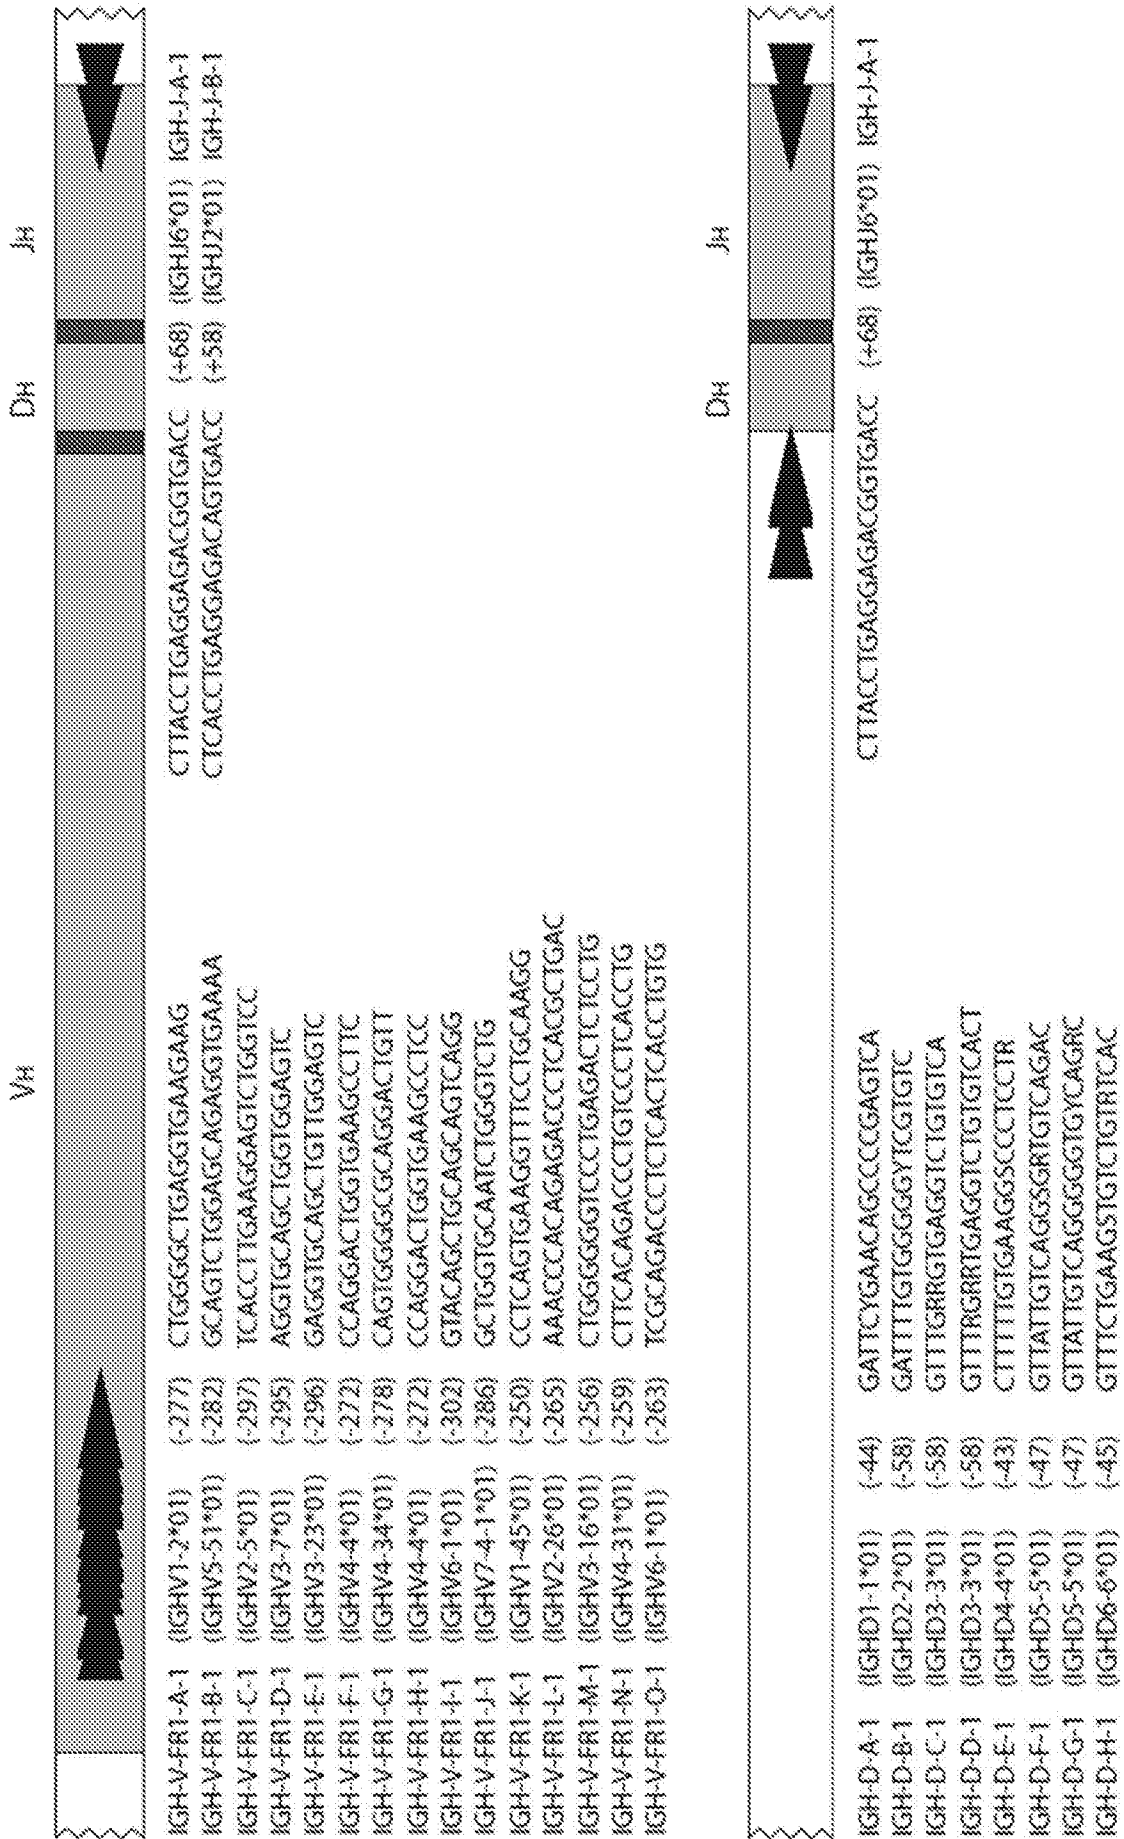 VH DH JH
IGH-V-FR1-A-1 (IGHV1-2*01) (-277) CTGGGGCTGAGGTGAAGAAG CTTACCTGAGGAGACGGTGACC (+68) (IGHJ6*01) IGH-J-A-1
IGH-V-FR1-B-1 (IGHV5-51*01) (-282) GCAGTCTGGAGCAGAGGTGAAAA CTCACCTGAGGAGACAGTGACC (+58) (IGHJ2*01) IGH-J-B-1
IGH-V-FR1-C-1 (IGHV2-5*01) (-297) TCACCTTGAAGGAGTCTGGTCC
IGH-V-FR1-D-1 (IGHV3-7*01) (-295) AGGTGCAGCTGGTGGAGTC
IGH-V-FR1-E-1 (IGHV3-23*01) (-296) GAGGTGCAGCTGTTGGAGTC
IGH-V-FR1-F-1 (IGHV4-4*01) (-272) CCAGGACTGGTGAAGCCTTC
IGH-V-FR1-G-1 (IGHV4-34*01) (-278) CAGTGGGGCGCAGGACTGTT
IGH-V-FR1-H-1 (IGHV4-4*01) (-272) CCAGGACTGGTGAAGCCTCC
IGH-V-FR1-I-1 (IGHV6-1*01) (-302) GTACAGCTGCAGCAGTCAGG
IGH-V-FR1-J-1 (IGHV7-4-1*01) (-286) GCTGGTGCAATCTGGGTCTG
IGH-V-FR1-K-1 (IGHV1-45*01) (-250) CCTCAGTGAAGGTTTCCTGCAAGG
IGH-V-FR1-L-1 (IGHV2-26*01) (-265) AAACCCACAGAGACCCTCACGCTGAC
IGH-V-FR1-M-1 (IGHV3-16*01) (-256) CTGGGGGGTCCCTGAGACTCTCCTG
IGH-V-FR1-N-1 (IGHV4-31*01) (-259) CTTCACAGACCCTGTCCCTCACCTG
IGH-V-FR1-O-1 (IGHV6-1*01) (-263) TCGCAGACCCTCTCACTCACCTGTG
DH JH
IGH-D-A-1 (IGHD1-1*01) (-44) GATTCYGAACAGCCCCGAGTCA CTTACCTGAGGAGACGGTGACC (+68) (IGHJ6*01) IGH-J-A-1
IGH-D-B-1 (IGHD2-2*01) (-58) GATTTTGTGGGGGYTCGTGTC
IGH-D-C-1 (IGHD3-3*01) (-58) GTTTGRRGTGAGGTCTGTGTCA
IGH-D-D-1 (IGHD3-3*01) (-58) GTTTRGRRTGAGGTCTGTGTCACT
IGH-D-E-1 (IGHD4-4*01) (-43) CTTTTTGTGAAGGSCCCTCCTR
IGH-D-F-1 (IGHD5-5*01) (-47) GTTATTGTCAGGSGRTGTCAGAC
IGH-D-G-1 (IGHD5-5*01) (-47) GTTATTGTCAGGGGGTGYCAGRC
IGH-D-H-1 (IGHD6-6*01) (-45) GTTTCTGAAGSTGTCTGTRTCAC